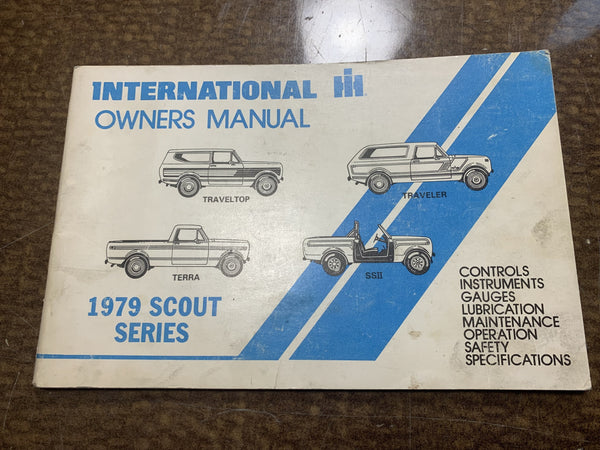 INTERNATIONAL IH
OWNERS MANUAL
TRAVELTOP
TRAVELER
TERRA
SSII
1979 SCOUT
SERIES
CONTROLS
INSTRUMENTS
GAUGES
LUBRICATION
MAINTENANCE
OPERATION
SAFETY
SPECIFICATIONS